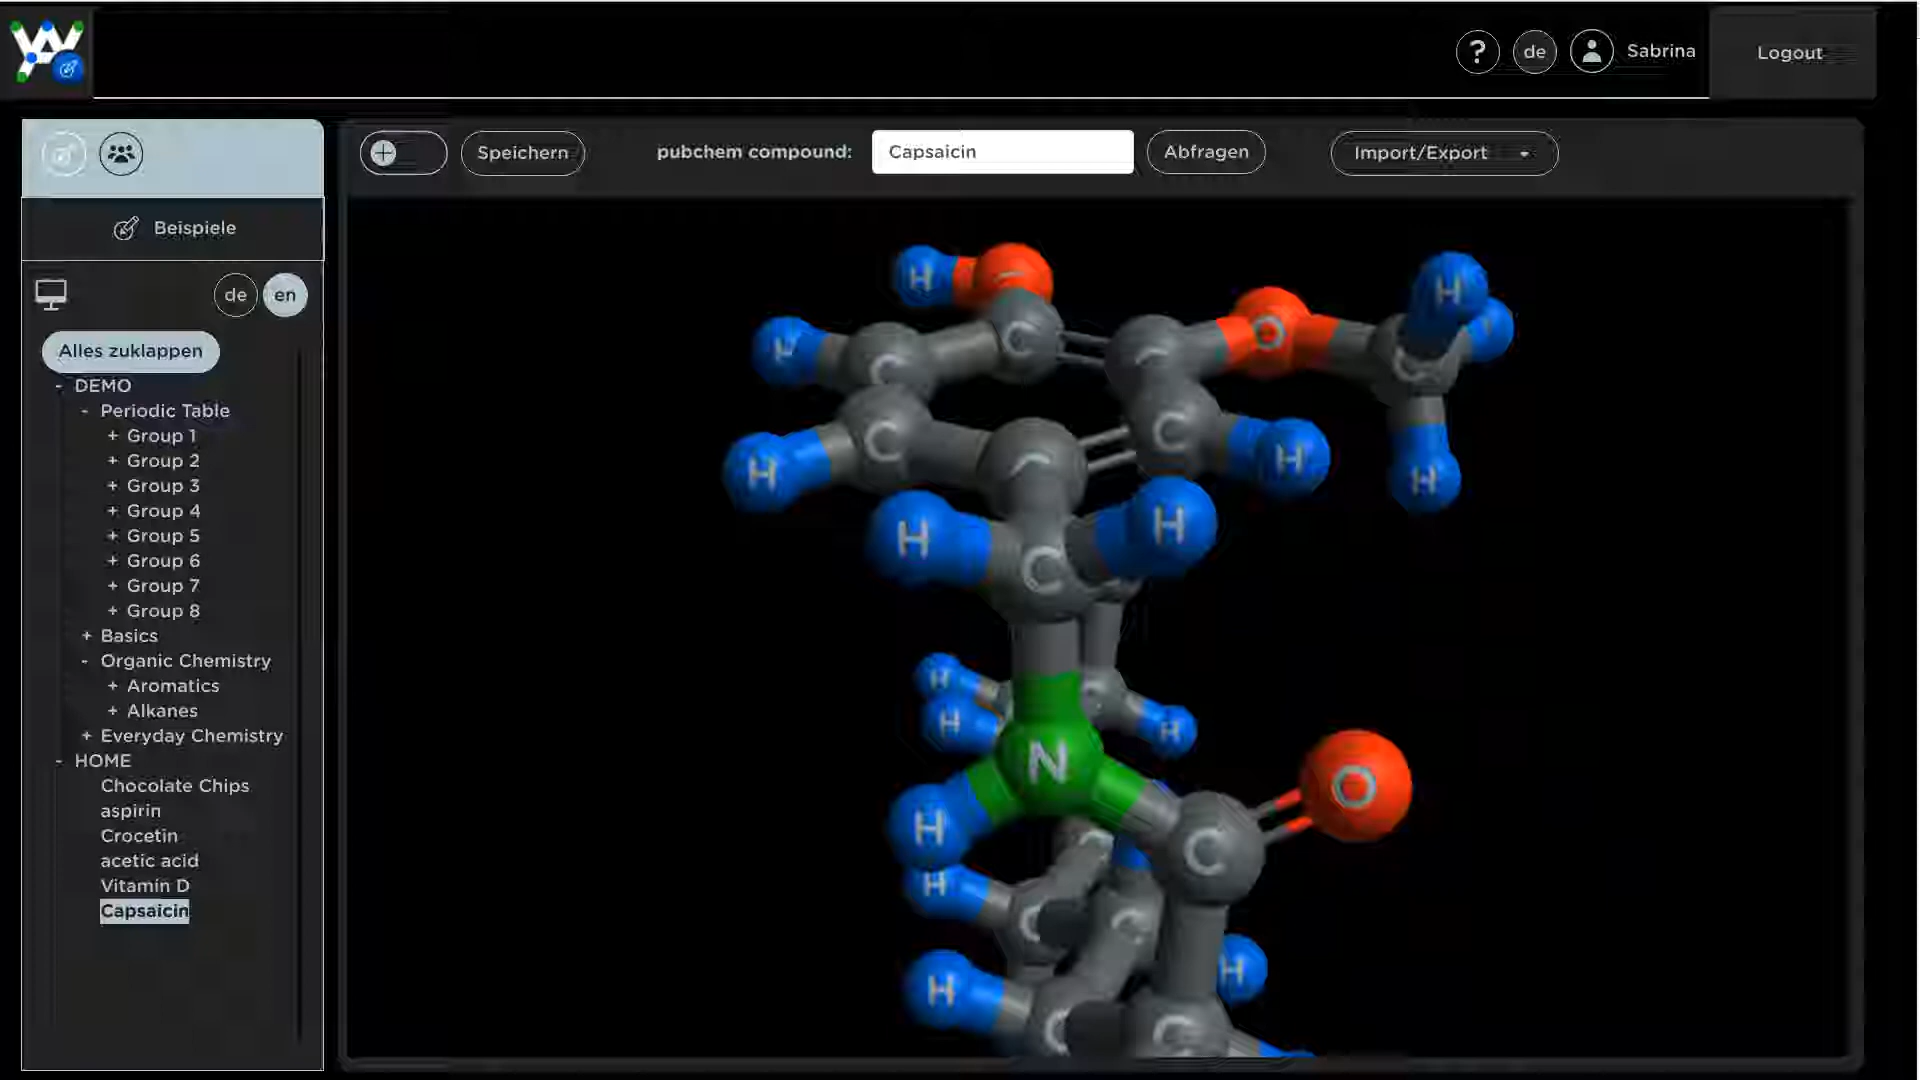 ? de Sabrina Logout
Speichern pubchem compound: Capsaicin Abfragen Import/Export
Beispiele
de en
Alles zuklappen
- DEMO
- Periodic Table
+ Group 1
+ Group 2
+ Group 3
+ Group 4
+ Group 5
+ Group 6
+ Group 7
+ Group 8
+ Basics
- Organic Chemistry
+ Aromatics
+ Alkanes
+ Everyday Chemistry
- HOME
Chocolate Chips
aspirin
Crocetin
acetic acid
Vitamin D
Capsaicin
H
H
O
C
C
C
C
H
H
H
H
H
C
H
H
H
N
H
C
O
H
C
C
H
H
C
C